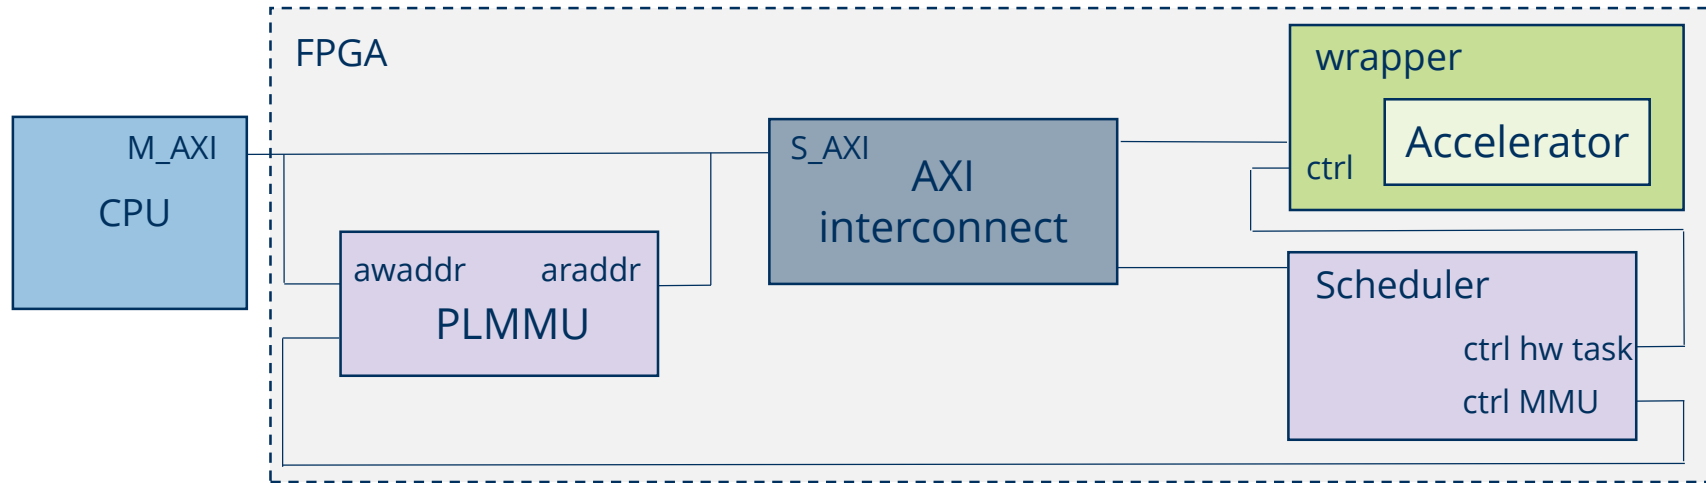 FPGA
M_AXI
CPU
awaddr
araddr
PLMMU
S_AXI
AXI
interconnect
wrapper
Accelerator
ctrl
Scheduler
ctrl hw task
ctrl MMU